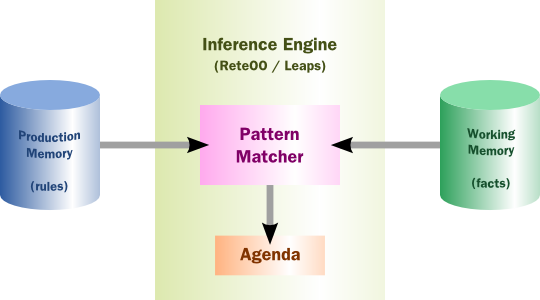 Inference Engine
(ReteOO / Leaps)
Production
Memory
(rules)
Pattern
Matcher
Working
Memory
(facts)
Agenda